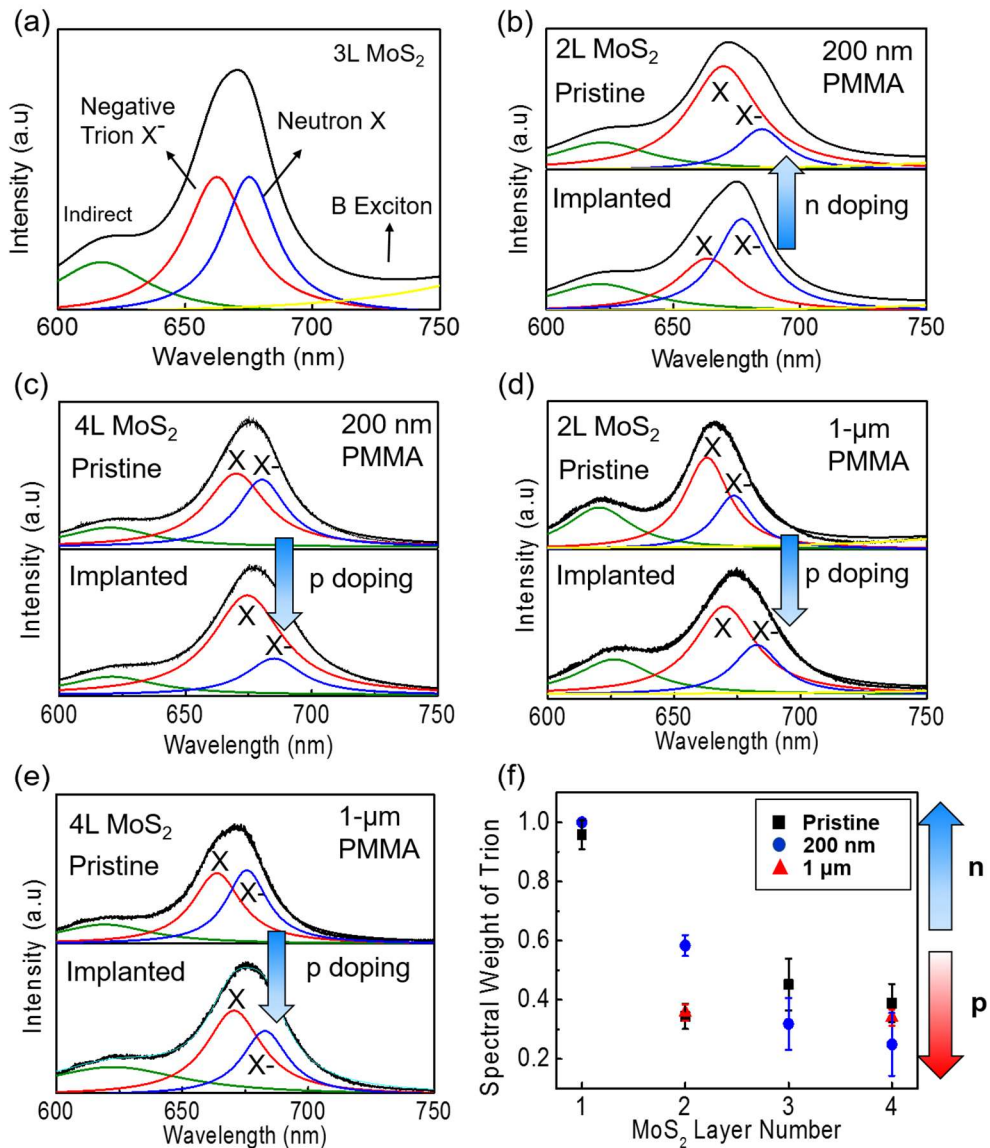 (a)
3L MoS₂
Negative
Trion X⁻
Neutron X
Indirect
B Exciton
Intensity (a.u)
600 650 700 750
Wavelength (nm)
(b)
2L MoS₂
200 nm
Pristine
PMMA
X
X-
Implanted
n doping
X
X-
Intensity (a.u)
600 650 700 750
Wavelength (nm)
(c)
4L MoS₂
200 nm
Pristine
PMMA
X X-
Implanted
p doping
X
X-
Intensity (a.u)
600 650 700 750
Wavelength (nm)
(d)
2L MoS₂
1-µm
Pristine
PMMA
X
X-
Implanted
p doping
X X-
Intensity (a.u)
600 650 700 750
Wavelength (nm)
(e)
4L MoS₂
1-µm
Pristine
PMMA
X
X-
Implanted
p doping
X
X-
Intensity (a.u)
600 650 700 750
Wavelength (nm)
(f)
Pristine
200 nm
1 µm
n
p
Spectral Weight of Trion
1.0
0.8
0.6
0.4
0.2
1 2 3 4
MoS₂ Layer Number